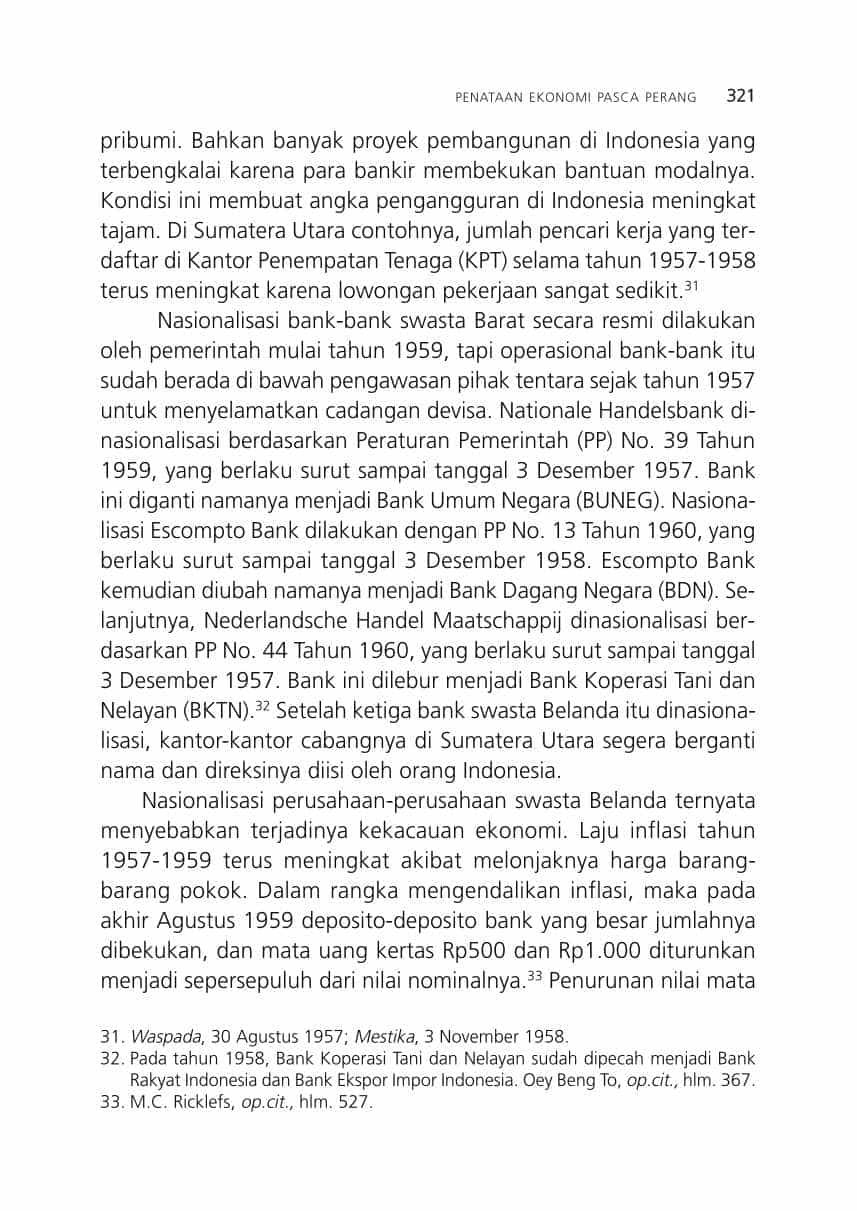 PENATAAN EKONOMI PASCA PERANG 321
pribumi. Bahkan banyak proyek pembangunan di Indonesia yang
terbengkalai karena para bankir membekukan bantuan modalnya.
Kondisi ini membuat angka pengangguran di Indonesia meningkat
tajam. Di Sumatera Utara contohnya, jumlah pencari kerja yang ter-
daftar di Kantor Penempatan Tenaga (KPT) selama tahun 1957-1958
terus meningkat karena lowongan pekerjaan sangat sedikit.31
Nasionalisasi bank-bank swasta Barat secara resmi dilakukan
oleh pemerintah mulai tahun 1959, tapi operasional bank-bank itu
sudah berada di bawah pengawasan pihak tentara sejak tahun 1957
untuk menyelamatkan cadangan devisa. Nationale Handelsbank di-
nasionalisasi berdasarkan Peraturan Pemerintah (PP) No. 39 Tahun
1959, yang berlaku surut sampai tanggal 3 Desember 1957. Bank
ini diganti namanya menjadi Bank Umum Negara (BUNEG). Nasiona-
lisasi Escompto Bank dilakukan dengan PP No. 13 Tahun 1960, yang
berlaku surut sampai tanggal 3 Desember 1958. Escompto Bank
kemudian diubah namanya menjadi Bank Dagang Negara (BDN). Se-
lanjutnya, Nederlandsche Handel Maatschappij dinasionalisasi ber-
dasarkan PP No. 44 Tahun 1960, yang berlaku surut sampai tanggal
3 Desember 1957. Bank ini dilebur menjadi Bank Koperasi Tani dan
Nelayan (BKTN).32 Setelah ketiga bank swasta Belanda itu dinasiona-
lisasi, kantor-kantor cabangnya di Sumatera Utara segera berganti
nama dan direksinya diisi oleh orang Indonesia.
Nasionalisasi perusahaan-perusahaan swasta Belanda ternyata
menyebabkan terjadinya kekacauan ekonomi. Laju inflasi tahun
1957-1959 terus meningkat akibat melonjaknya harga barang-
barang pokok. Dalam rangka mengendalikan inflasi, maka pada
akhir Agustus 1959 deposito-deposito bank yang besar jumlahnya
dibekukan, dan mata uang kertas Rp500 dan Rp1.000 diturunkan
menjadi sepersepuluh dari nilai nominalnya.33 Penurunan nilai mata
31. Waspada, 30 Agustus 1957; Mestika, 3 November 1958.
32. Pada tahun 1958, Bank Koperasi Tani dan Nelayan sudah dipecah menjadi Bank
Rakyat Indonesia dan Bank Ekspor Impor Indonesia. Oey Beng To, op.cit., hlm. 367.
33. M.C. Ricklefs, op.cit., hlm. 527.